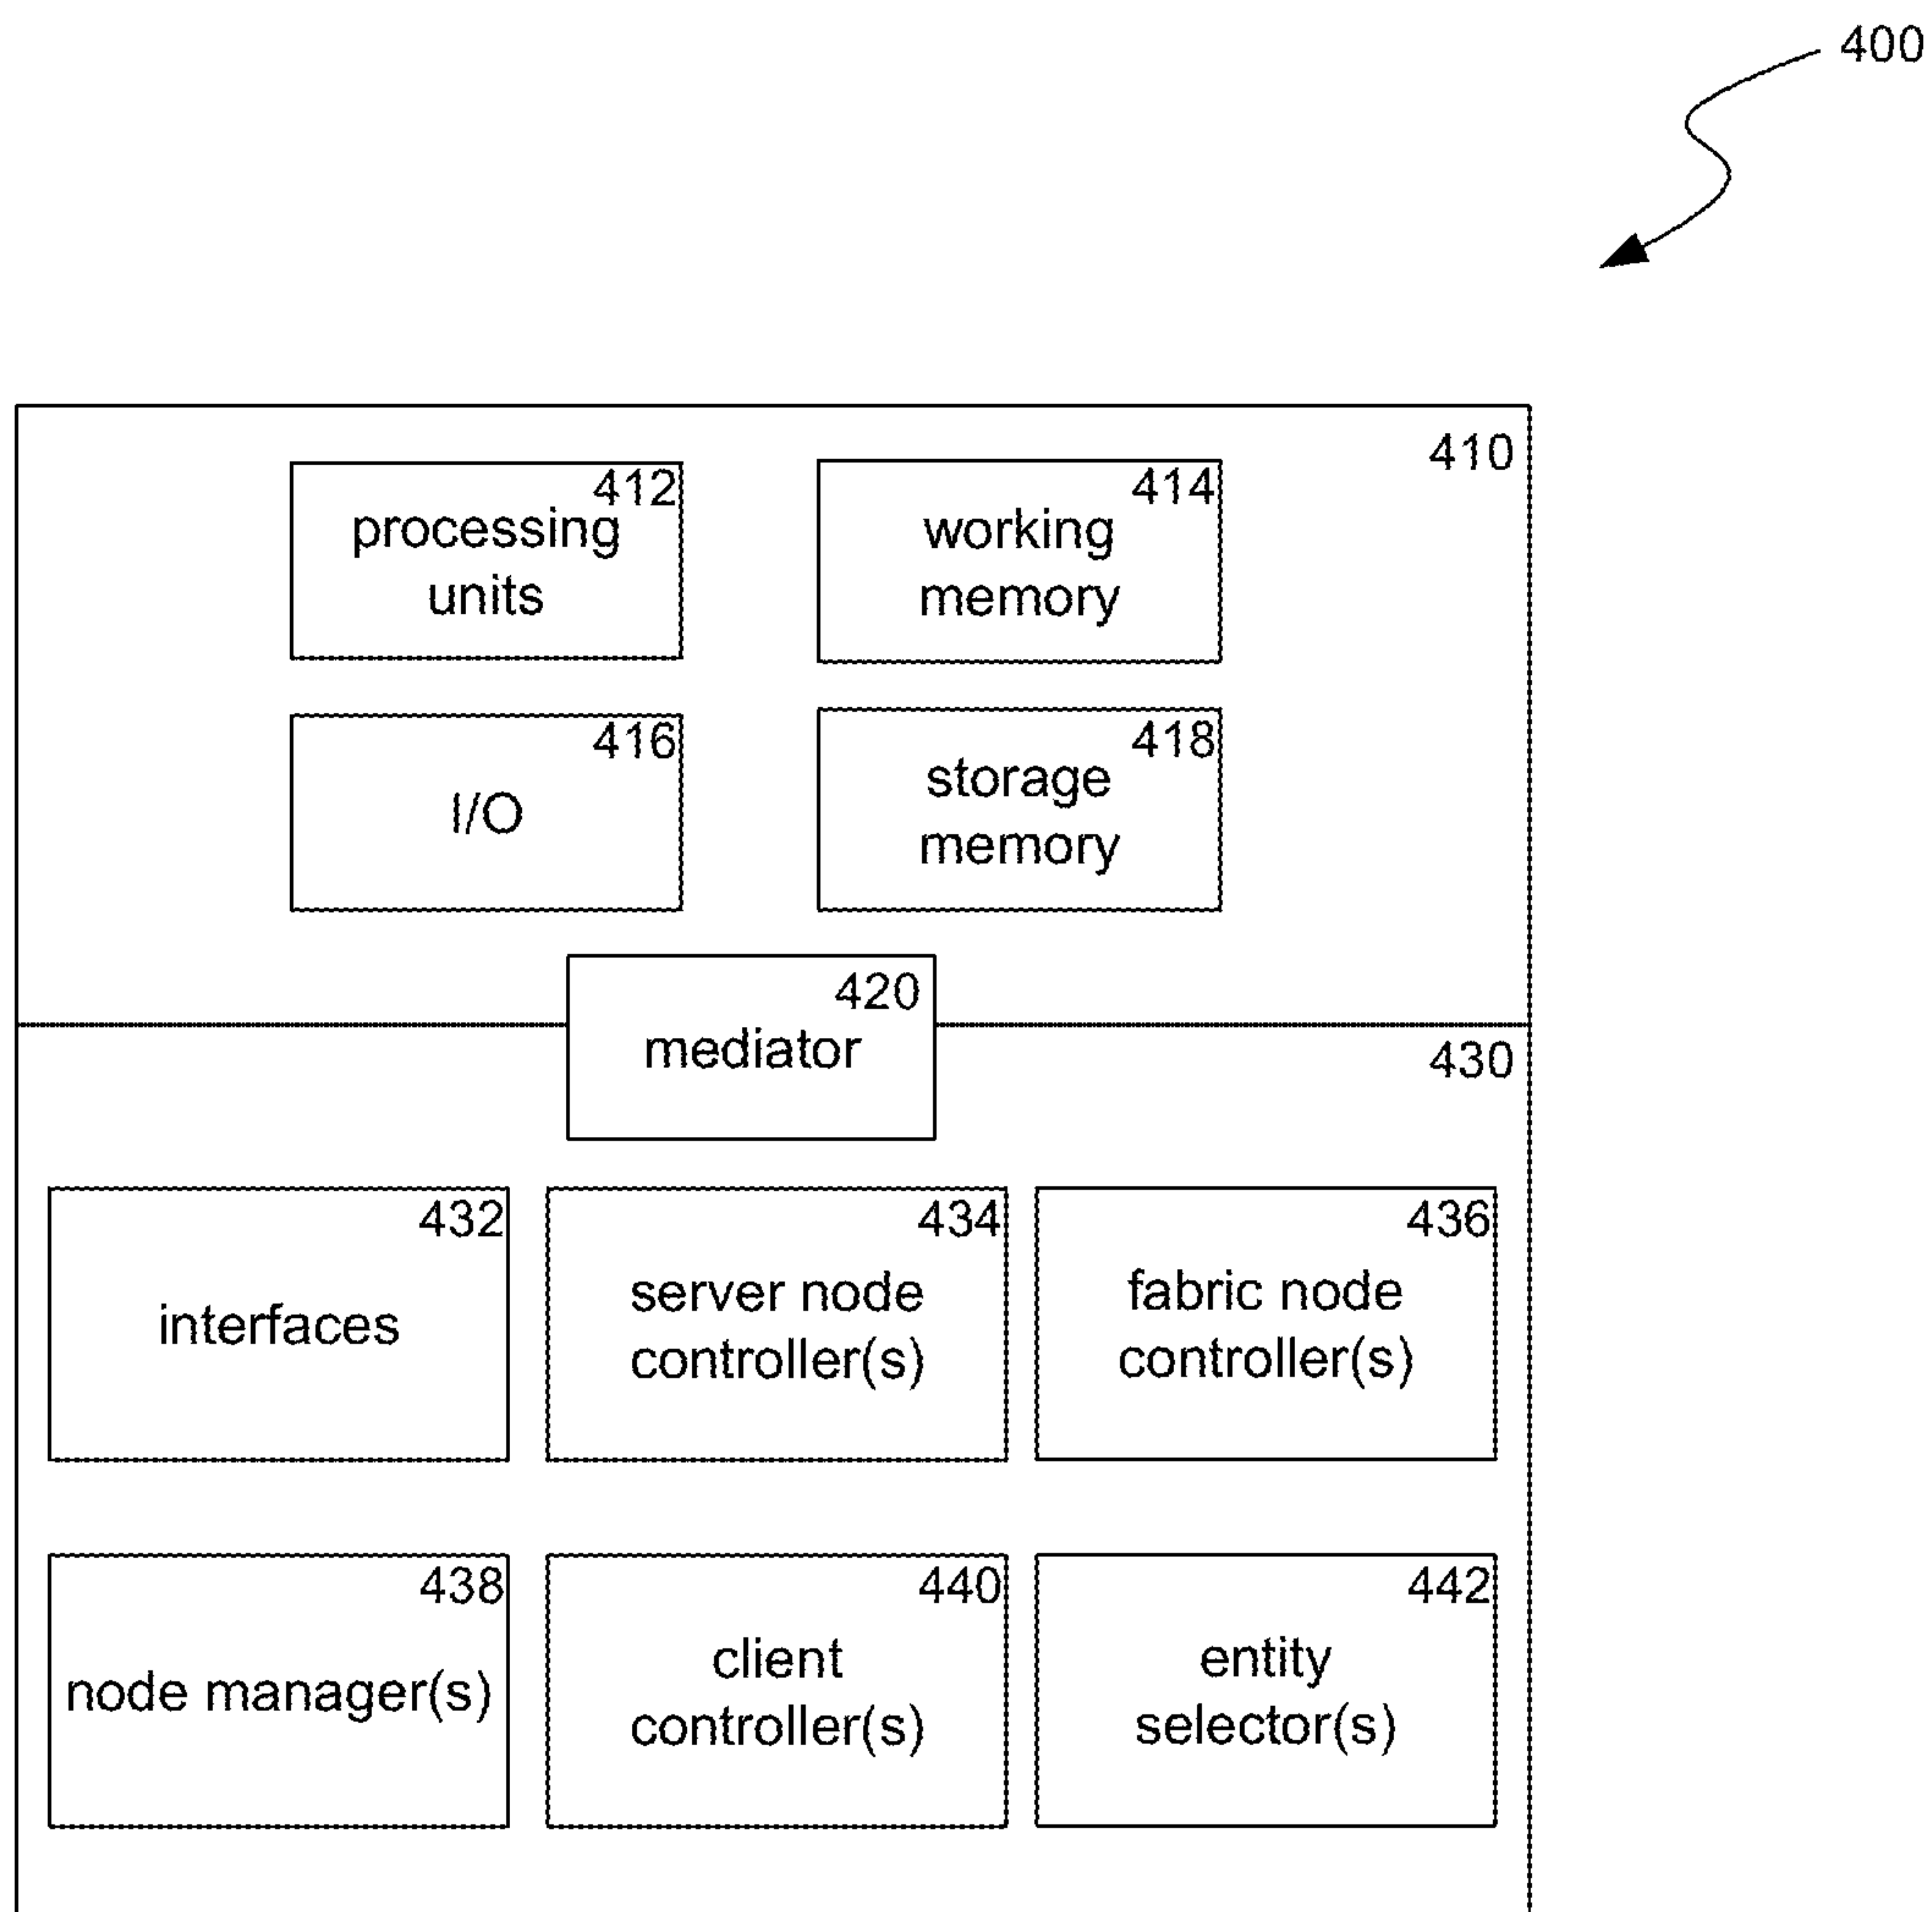 400
410
412
processing
units
414
working
memory
416
I/O
418
storage
memory
420
mediator
430
432
interfaces
434
server node
controller(s)
436
fabric node
controller(s)
438
node manager(s)
440
client
controller(s)
442
entity
selector(s)